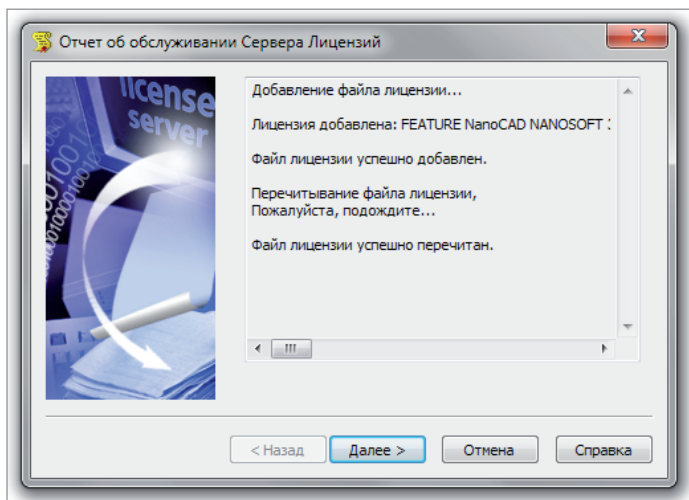 Отчет об обслуживании Сервера Лицензий
license
server
Добавление файла лицензии...
Лицензия добавлена: FEATURE NanoCAD NANOSOFT
Файл лицензии успешно добавлен.
Перечитывание файла лицензии,
Пожалуйста, подождите...
Файл лицензии успешно перечитан.
< Назад
Далее >
Отмена
Справка